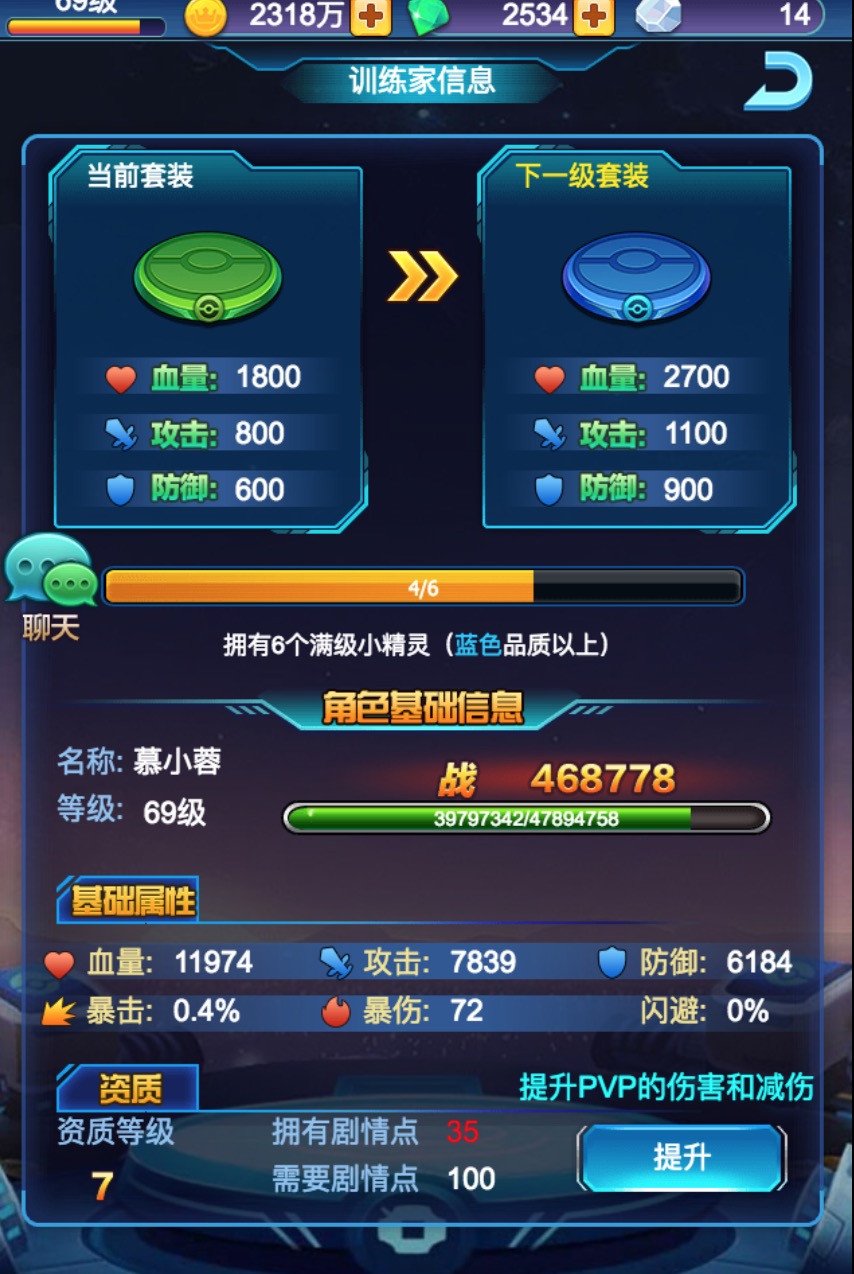 69级 2318万 2534 14
训练家信息
当前套装 下一级套装
血量: 1800 血量: 2700
攻击: 800 攻击: 1100
防御: 600 防御: 900
4/6
聊天
拥有6个满级小精灵（蓝色品质以上）
角色基础信息
名称: 慕小蓉
战 468778
等级: 69级
39797342/47894758
基础属性
血量: 11974 攻击: 7839 防御: 6184
暴击: 0.4% 暴伤: 72 闪避: 0%
资质 提升PVP的伤害和减伤
资质等级 拥有剧情点 35
7 需要剧情点 100 提升